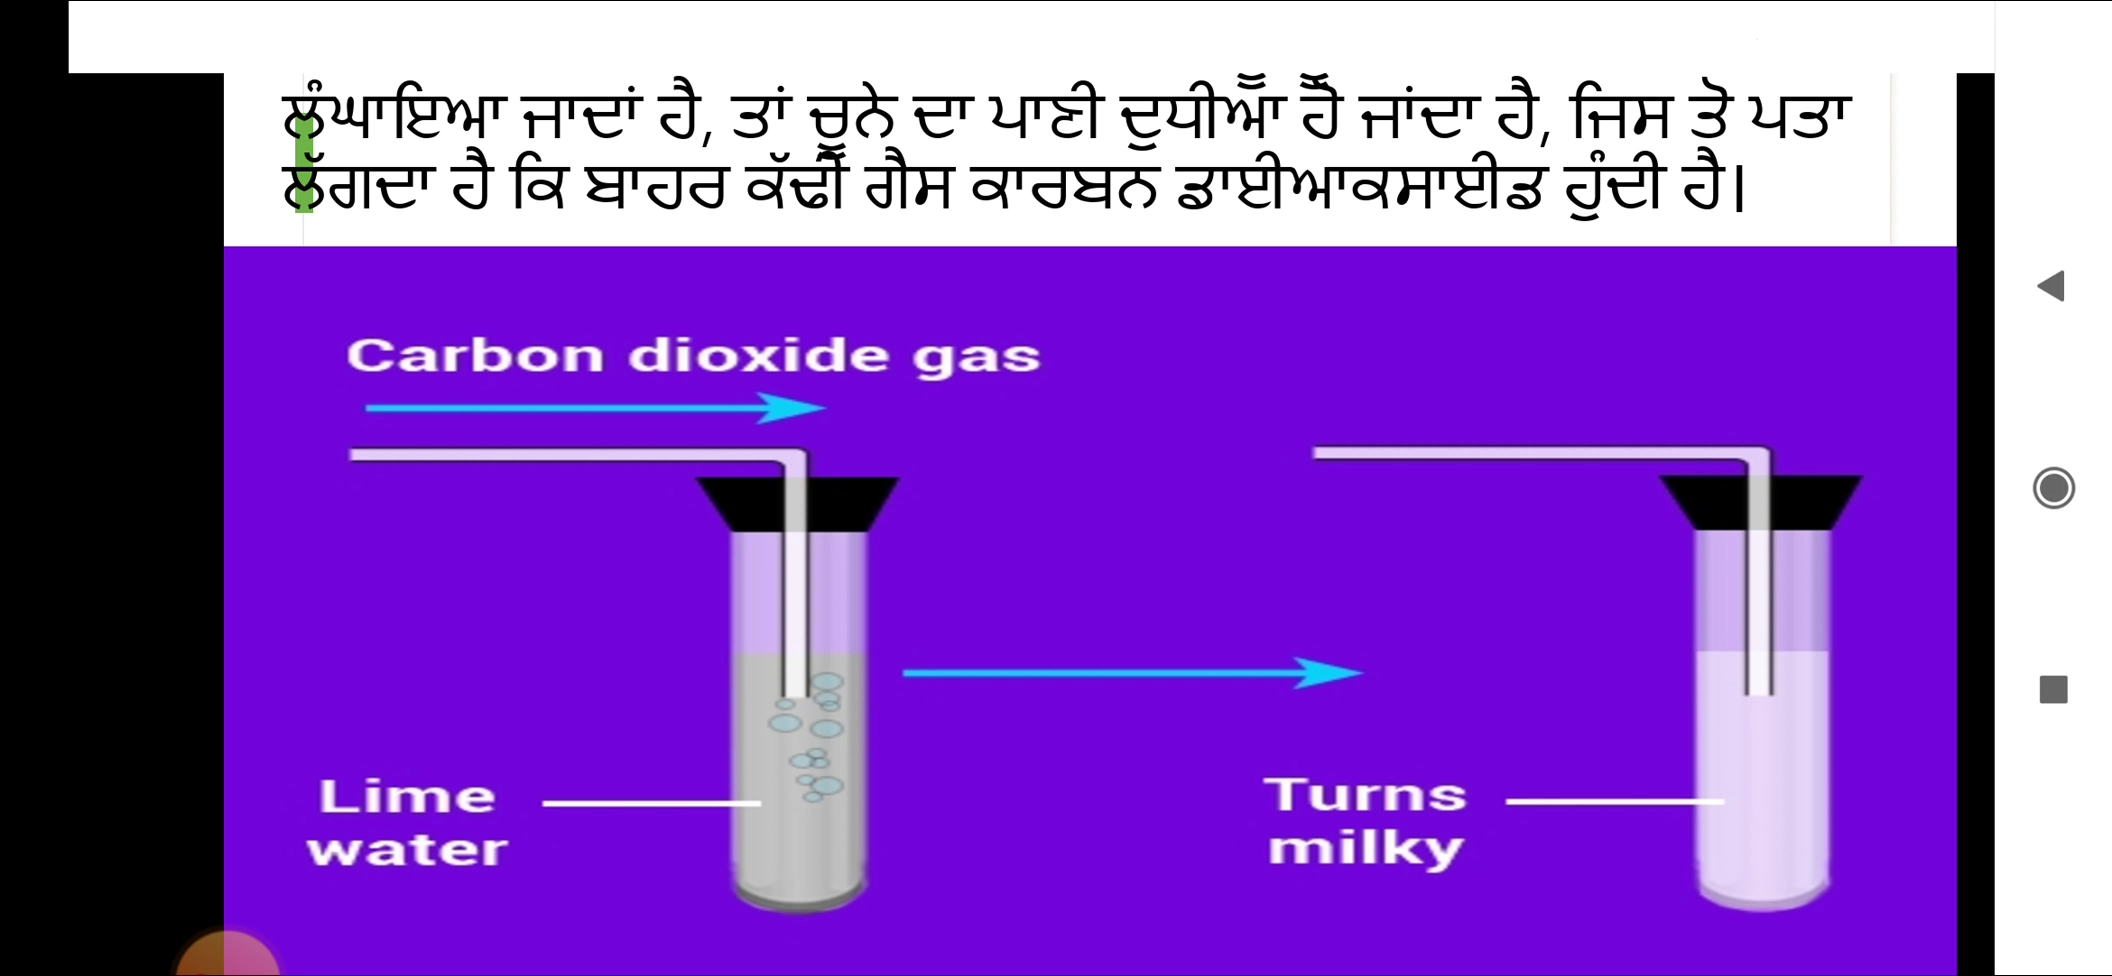 ਲੰਘਾਇਆ ਜਾਦਾਂ ਹੈ, ਤਾਂ ਚੂਨੇ ਦਾ ਪਾਣੀ ਦੁਧੀਆ ਹੋ ਜਾਂਦਾ ਹੈ, ਜਿਸ ਤੋ ਪਤਾ
ਲੱਗਦਾ ਹੈ ਕਿ ਬਾਹਰ ਕੱਢੀ ਗੈਸ ਕਾਰਬਨ ਡਾਈਆਕਸਾਈਡ ਹੁੰਦੀ ਹੈ।
Carbon dioxide gas
Lime
water
Turns
milky